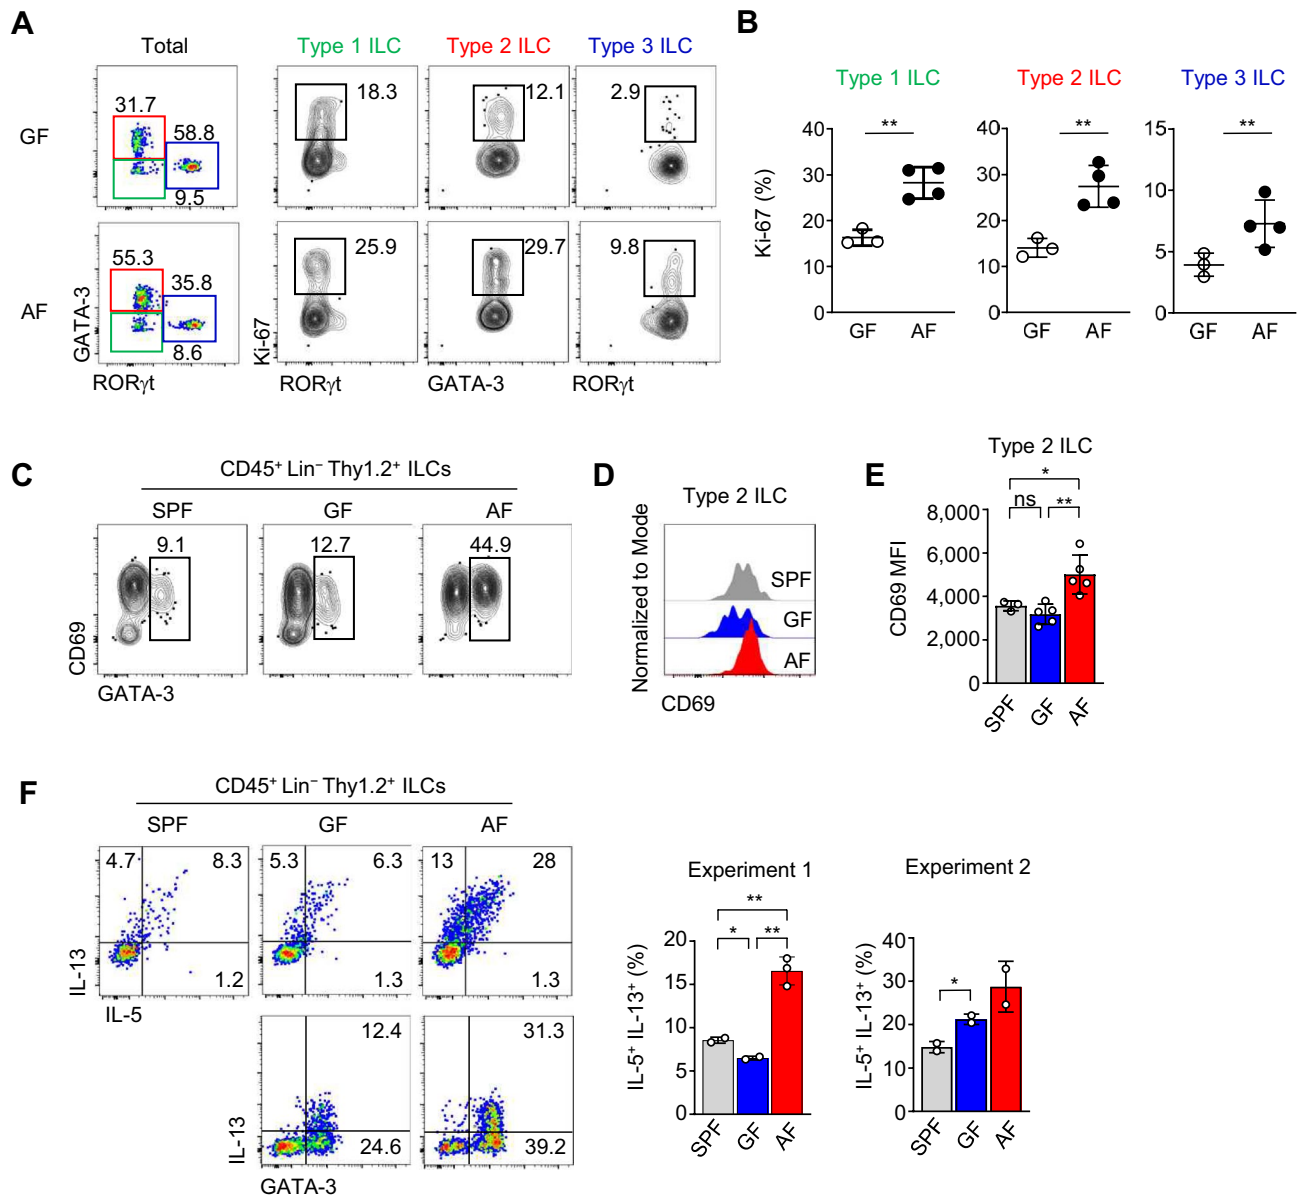 A
B
Total
Type 1 ILC
Type 2 ILC
Type 3 ILC
GF
31.7
58.8
9.5
18.3
12.1
2.9
AF
55.3
35.8
8.6
25.9
29.7
9.8
GATA-3
RORγt
Ki-67
RORγt
GATA-3
RORγt
Type 1 ILC
Type 2 ILC
Type 3 ILC
Ki-67 (%)
**
40
30
20
10
0
GF
AF
**
40
30
20
10
0
GF
AF
**
15
10
5
0
GF
AF
C
CD45⁺ Lin⁻ Thy1.2⁺ ILCs
SPF
GF
AF
9.1
12.7
44.9
CD69
GATA-3
D
Type 2 ILC
Normalized to Mode
SPF
GF
AF
CD69
E
Type 2 ILC
*
ns
**
CD69 MFI
8,000
6,000
4,000
2,000
0
SPF
GF
AF
F
CD45⁺ Lin⁻ Thy1.2⁺ ILCs
SPF
GF
AF
4.7
8.3
1.2
5.3
6.3
1.3
13
28
1.3
IL-13
IL-5
12.4
24.6
31.3
39.2
IL-13
GATA-3
Experiment 1
**
*
**
IL-5⁺ IL-13⁺ (%)
20
15
10
5
0
SPF
GF
AF
Experiment 2
*
IL-5⁺ IL-13⁺ (%)
40
30
20
10
0
SPF
GF
AF